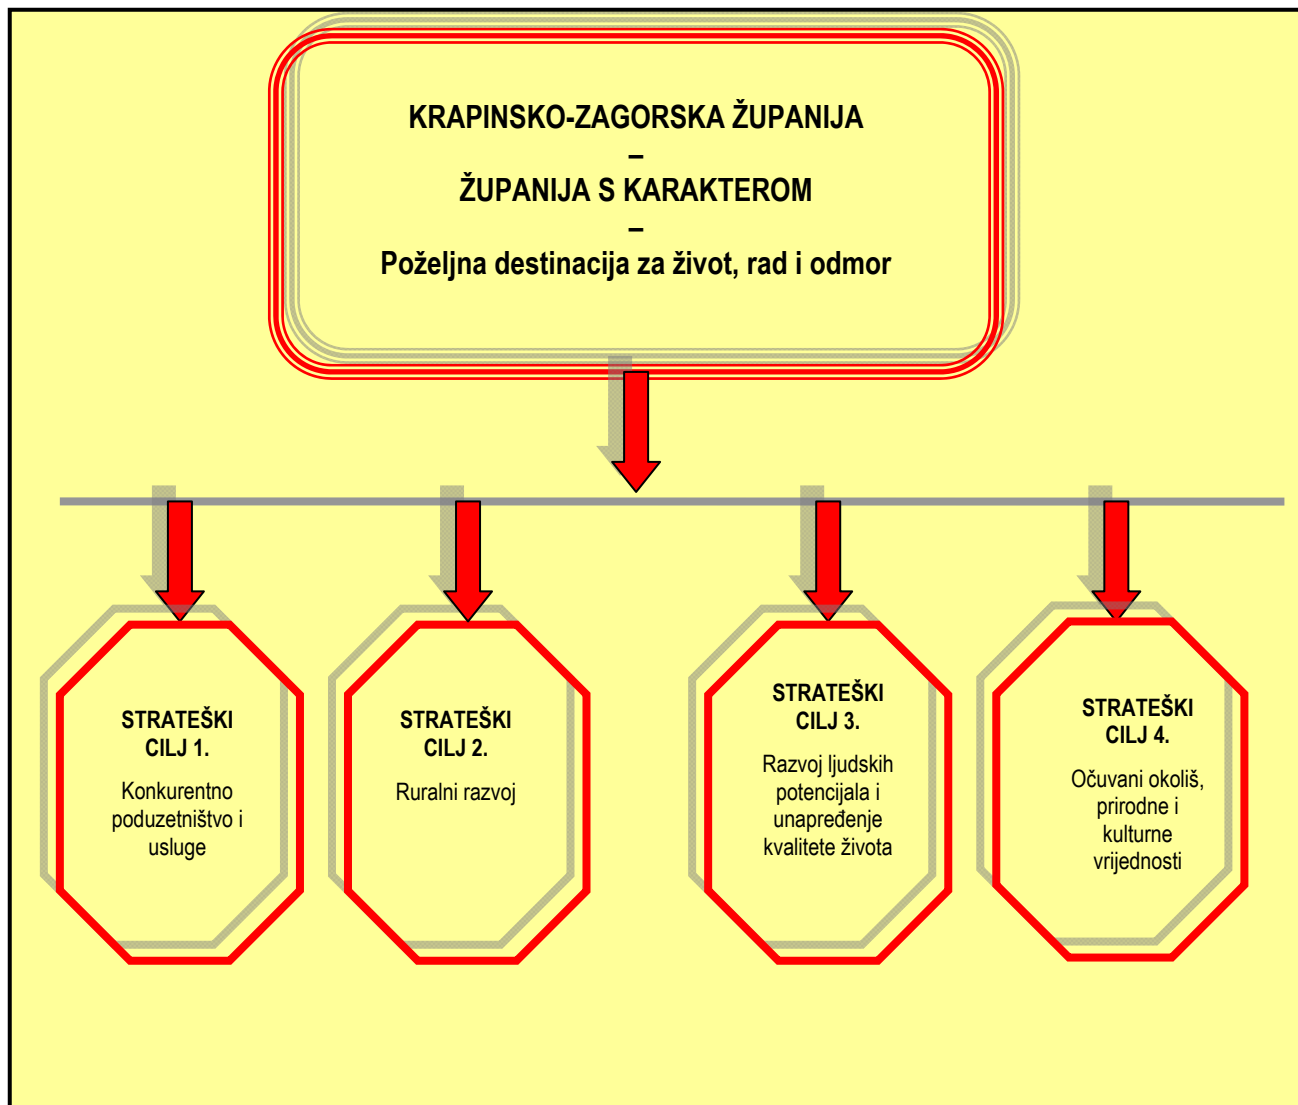 KRAPINSKO-ZAGORSKA ŽUPANIJA
–
ŽUPANIJA S KARAKTEROM
–
Poželjna destinacija za život, rad i odmor
STRATEŠKI
CILJ 1.
Konkurentno
poduzetništvo i
usluge
STRATEŠKI
CILJ 2.
Ruralni razvoj
STRATEŠKI
CILJ 3.
Razvoj ljudskih
potencijala i
unapređenje
kvalitete života
STRATEŠKI
CILJ 4.
Očuvani okoliš,
prirodne i
kulturne
vrijednosti